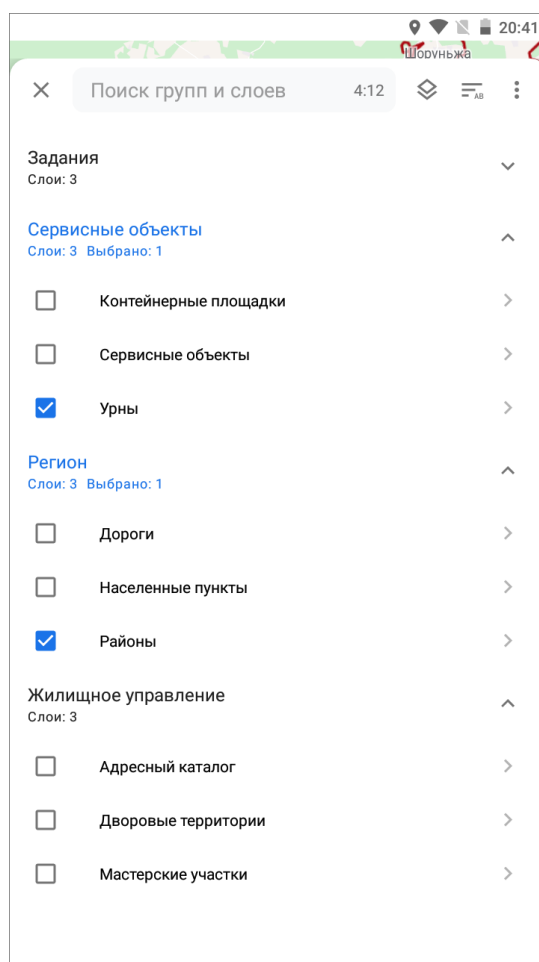 20:41
Шоруньжа
Поиск групп и слоев 4:12
AB
Задания
Слои: 3
Сервисные объекты
Слои: 3 Выбрано: 1
Контейнерные площадки
Сервисные объекты
Урны
Регион
Слои: 3 Выбрано: 1
Дороги
Населенные пункты
Районы
Жилищное управление
Слои: 3
Адресный каталог
Дворовые территории
Мастерские участки